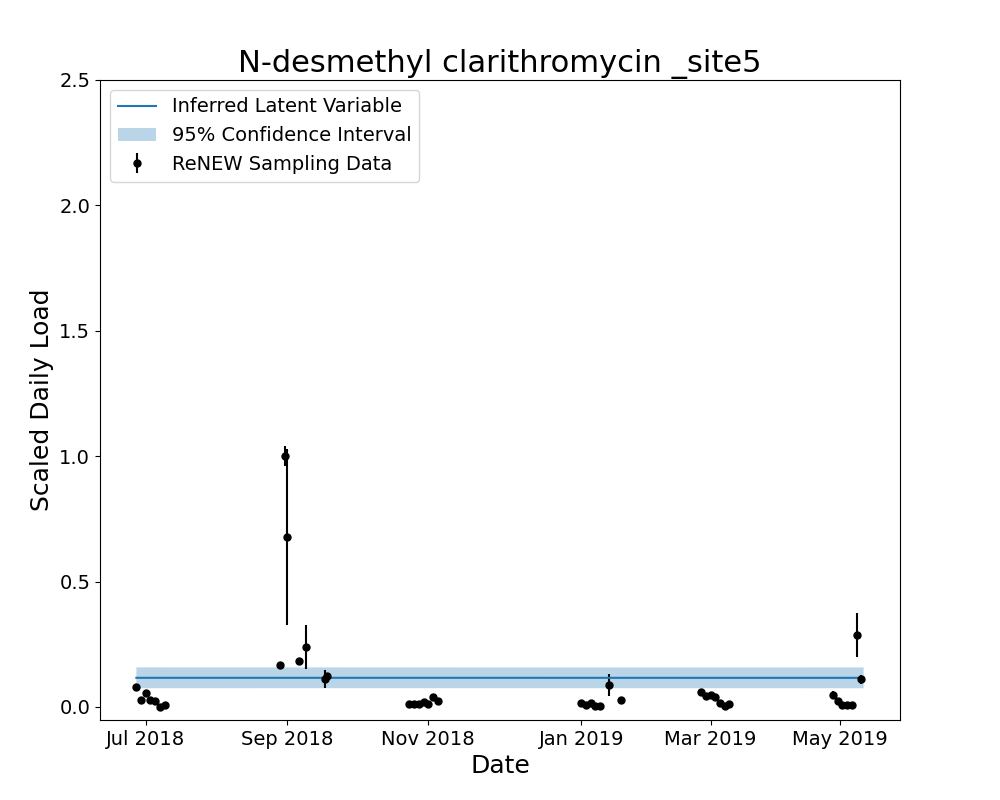 N-desmethyl clarithromycin _site5
Inferred Latent Variable
95% Confidence Interval
ReNEW Sampling Data
Scaled Daily Load
2.5
2.0
1.5
1.0
0.5
0.0
Jul 2018 Sep 2018 Nov 2018 Jan 2019 Mar 2019 May 2019
Date